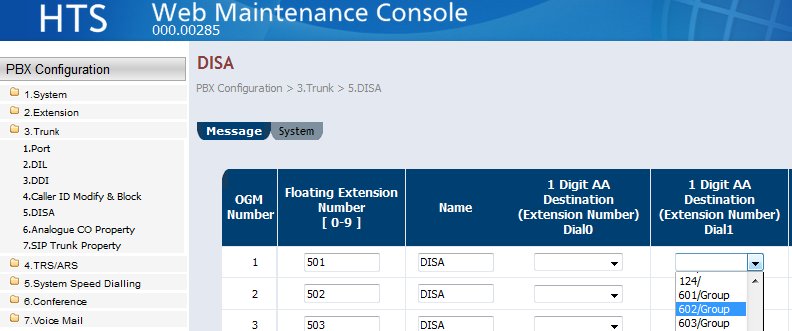 HTS Web Maintenance Console
000.00285
PBX Configuration
1.System
2.Extension
3.Trunk
1.Port
2.DIL
3.DDI
4.Caller ID Modify & Block
5.DISA
6.Analogue CO Property
7.SIP Trunk Property
4.TRS/ARS
5.System Speed Dialling
6.Conference
7.Voice Mail
DISA
PBX Configuration > 3.Trunk > 5.DISA
Message System
OGM Number
Floating Extension Number [ 0-9 ]
Name
1 Digit AA Destination (Extension Number) Dial0
1 Digit AA Destination (Extension Number) Dial1
1 501 DISA
2 502 DISA
3 503 DISA
124/
601/Group
602/Group
603/Group